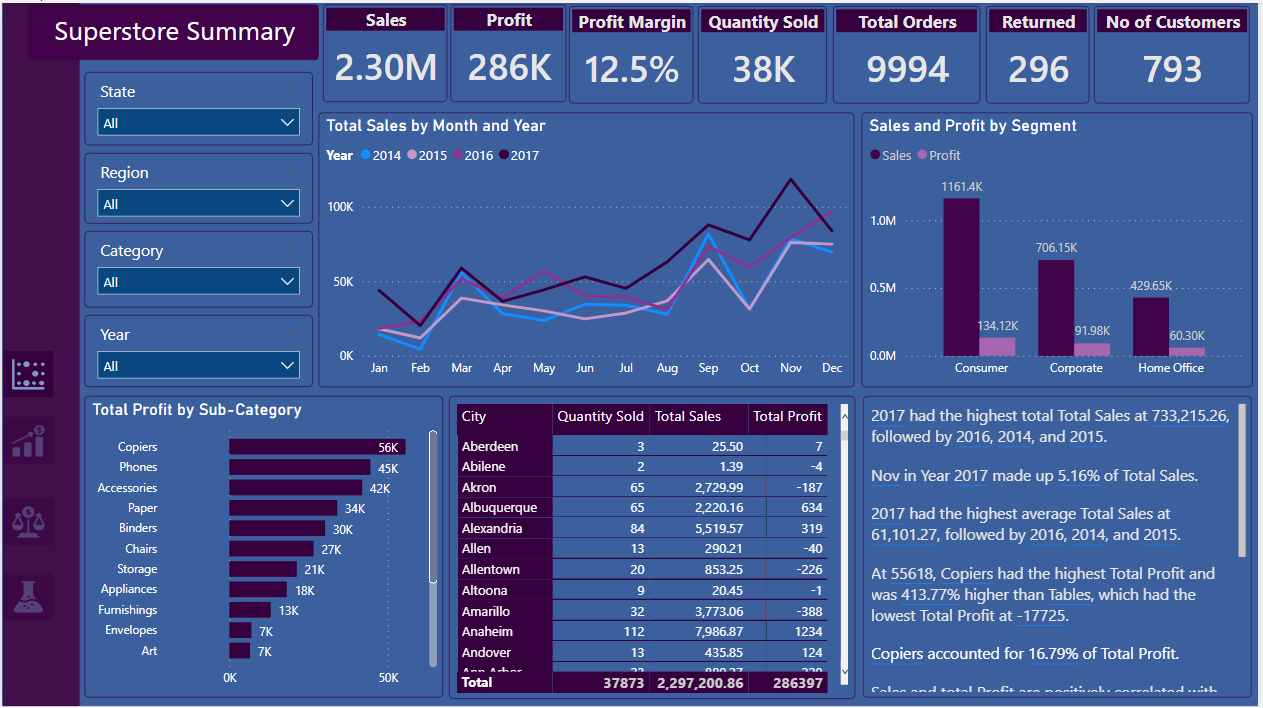 Superstore Summary
Sales
2.30M
Profit
286K
Profit Margin
12.5%
Quantity Sold
38K
Total Orders
9994
Returned
296
No of Customers
793
State
All
Region
All
Category
All
Year
All
Total Sales by Month and Year
Year 2014 2015 2016 2017
100K
50K
0K
Jan Feb Mar Apr May Jun Jul Aug Sep Oct Nov Dec
Sales and Profit by Segment
Sales Profit
1.0M
0.5M
0.0M
1161.4K
134.12K
706.15K
91.98K
429.65K
60.30K
Consumer Corporate Home Office
Total Profit by Sub-Category
Copiers 56K
Phones 45K
Accessories 42K
Paper 34K
Binders 30K
Chairs 27K
Storage 21K
Appliances 18K
Furnishings 13K
Envelopes 7K
Art 7K
0K 50K
City Quantity Sold Total Sales Total Profit
Aberdeen 3 25.50 7
Abilene 2 1.39 -4
Akron 65 2,729.99 -187
Albuquerque 65 2,220.16 634
Alexandria 84 5,519.57 319
Allen 13 290.21 -40
Allentown 20 853.25 -226
Altoona 9 20.45 -1
Amarillo 32 3,773.06 -388
Anaheim 112 7,986.87 1234
Andover 13 435.85 124
Ann Arbor
Total 37873 2,297,200.86 286397
2017 had the highest total Total Sales at 733,215.26,
followed by 2016, 2014, and 2015.
Nov in Year 2017 made up 5.16% of Total Sales.
2017 had the highest average Total Sales at
61,101.27, followed by 2016, 2014, and 2015.
At 55618, Copiers had the highest Total Profit and
was 413.77% higher than Tables, which had the
lowest Total Profit at -17725.
Copiers accounted for 16.79% of Total Profit.
Sales and total Profit are positively correlated with